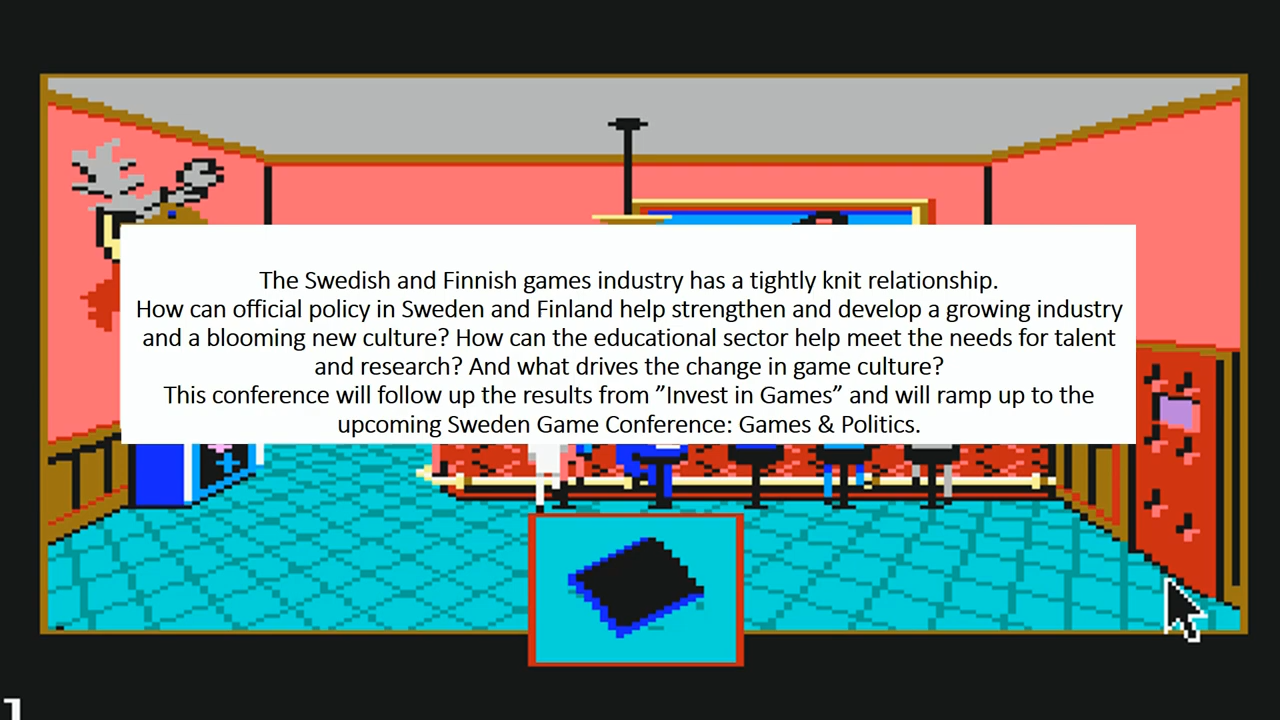 The Swedish and Finnish games industry has a tightly knit relationship.
How can official policy in Sweden and Finland help strengthen and develop a growing industry
and a blooming new culture? How can the educational sector help meet the needs for talent
and research? And what drives the change in game culture?
This conference will follow up the results from ”Invest in Games” and will ramp up to the
upcoming Sweden Game Conference: Games & Politics.
]